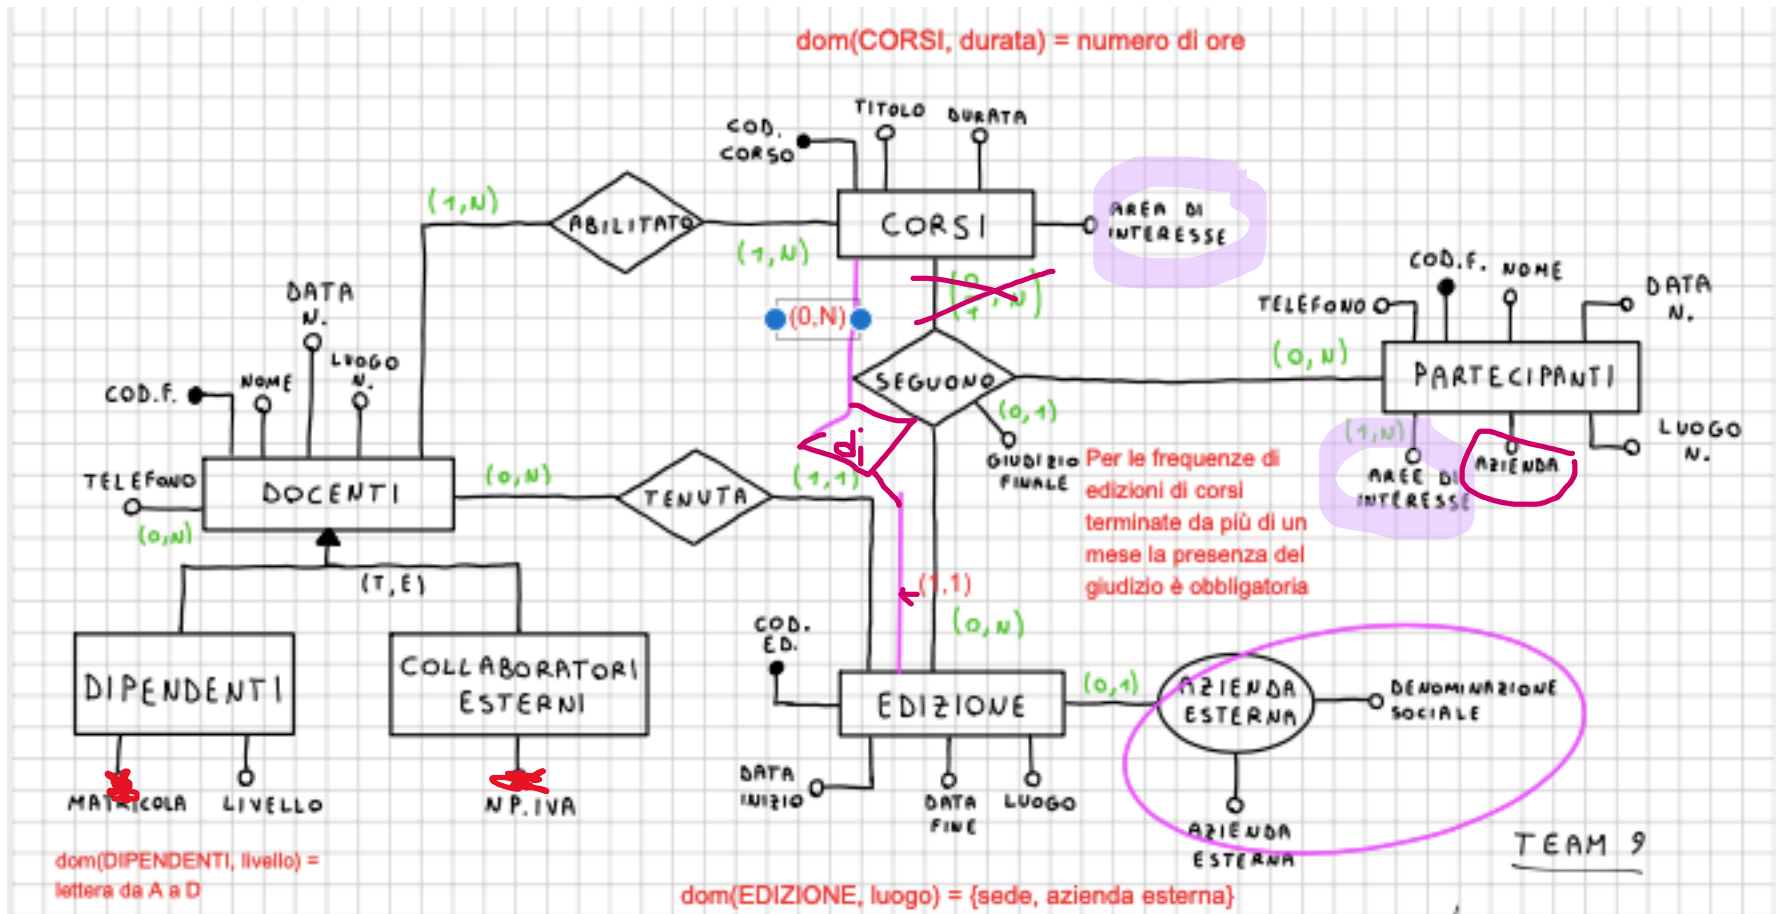 dom(CORSI, durata) = numero di ore
TITOLO
DURATA
COD.
CORSO
(1,N)
ABILITATO
(1,N)
CORSI
AREA DI
INTERESSE
(0,N)
SEGUONO
(0,1)
GIUDIZIO
FINALE
(0,N)
TELEFONO
COD.F.
NOME
DATA
N.
PARTECIPANTI
LUOGO
N.
(1,N)
AREE DI
INTERESSE
AZIENDA
DATA
N.
LUOGO
N.
NOME
COD.F.
TELEFONO
(0,N)
DOCENTI
(0,N)
TENUTA
(1,1)
di
Per le frequenze di
edizioni di corsi
terminate da più di un
mese la presenza del
giudizio è obbligatoria
(T,E)
(1,1)
(0,N)
DIPENDENTI
COLLABORATORI
ESTERNI
MATRICOLA
LIVELLO
N P.IVA
COD.
ED.
EDIZIONE
(0,1)
AZIENDA
ESTERNA
DENOMINAZIONE
SOCIALE
AZIENDA
ESTERNA
DATA
INIZIO
DATA
FINE
LUOGO
TEAM 9
dom(DIPENDENTI, livello) =
lettera da A a D
dom(EDIZIONE, luogo) = {sede, azienda esterna}